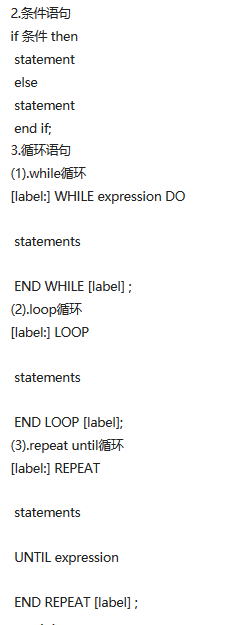 2.条件语句
if 条件 then
statement
else
statement
end if;
3.循环语句
(1).while循环
[label:] WHILE expression DO
statements
END WHILE [label] ;
(2).loop循环
[label:] LOOP
statements
END LOOP [label];
(3).repeat until循环
[label:] REPEAT
statements
UNTIL expression
END REPEAT [label] ;